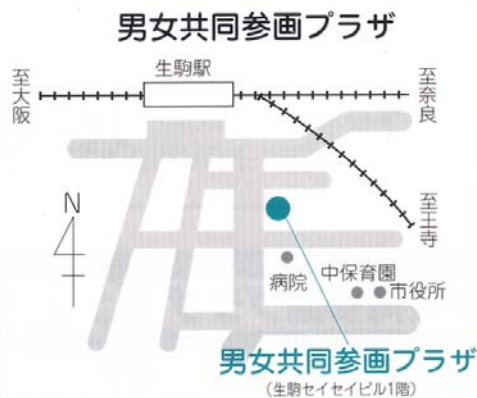 男女共同参画プラザ
生駒駅
至大阪
至奈良
至王寺
N
病院
中保育園
市役所
男女共同参画プラザ
(生駒セイセイビル1階)